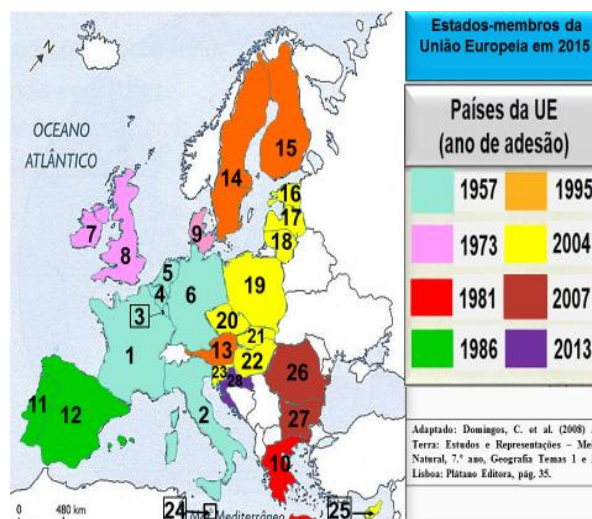 Estados-membros da
União Europeia em 2015
Países da UE
(ano de adesão)
1957
1995
1973
2004
1981
2007
1986
2013
Adaptado: Domingos, C. et al. (2008)
Terra: Estudos e Representações –
Natural, 7.º ano, Geografia Temas 1 e
Lisboa: Plátano Editora, pág. 35.
N
OCEANO
ATLÂNTICO
15
14
16
17
18
7
8
9
5
4
6
3
19
20
21
1
13
22
23
28
26
11
12
2
27
10
24
Mediterrâneo
25
0
480 km